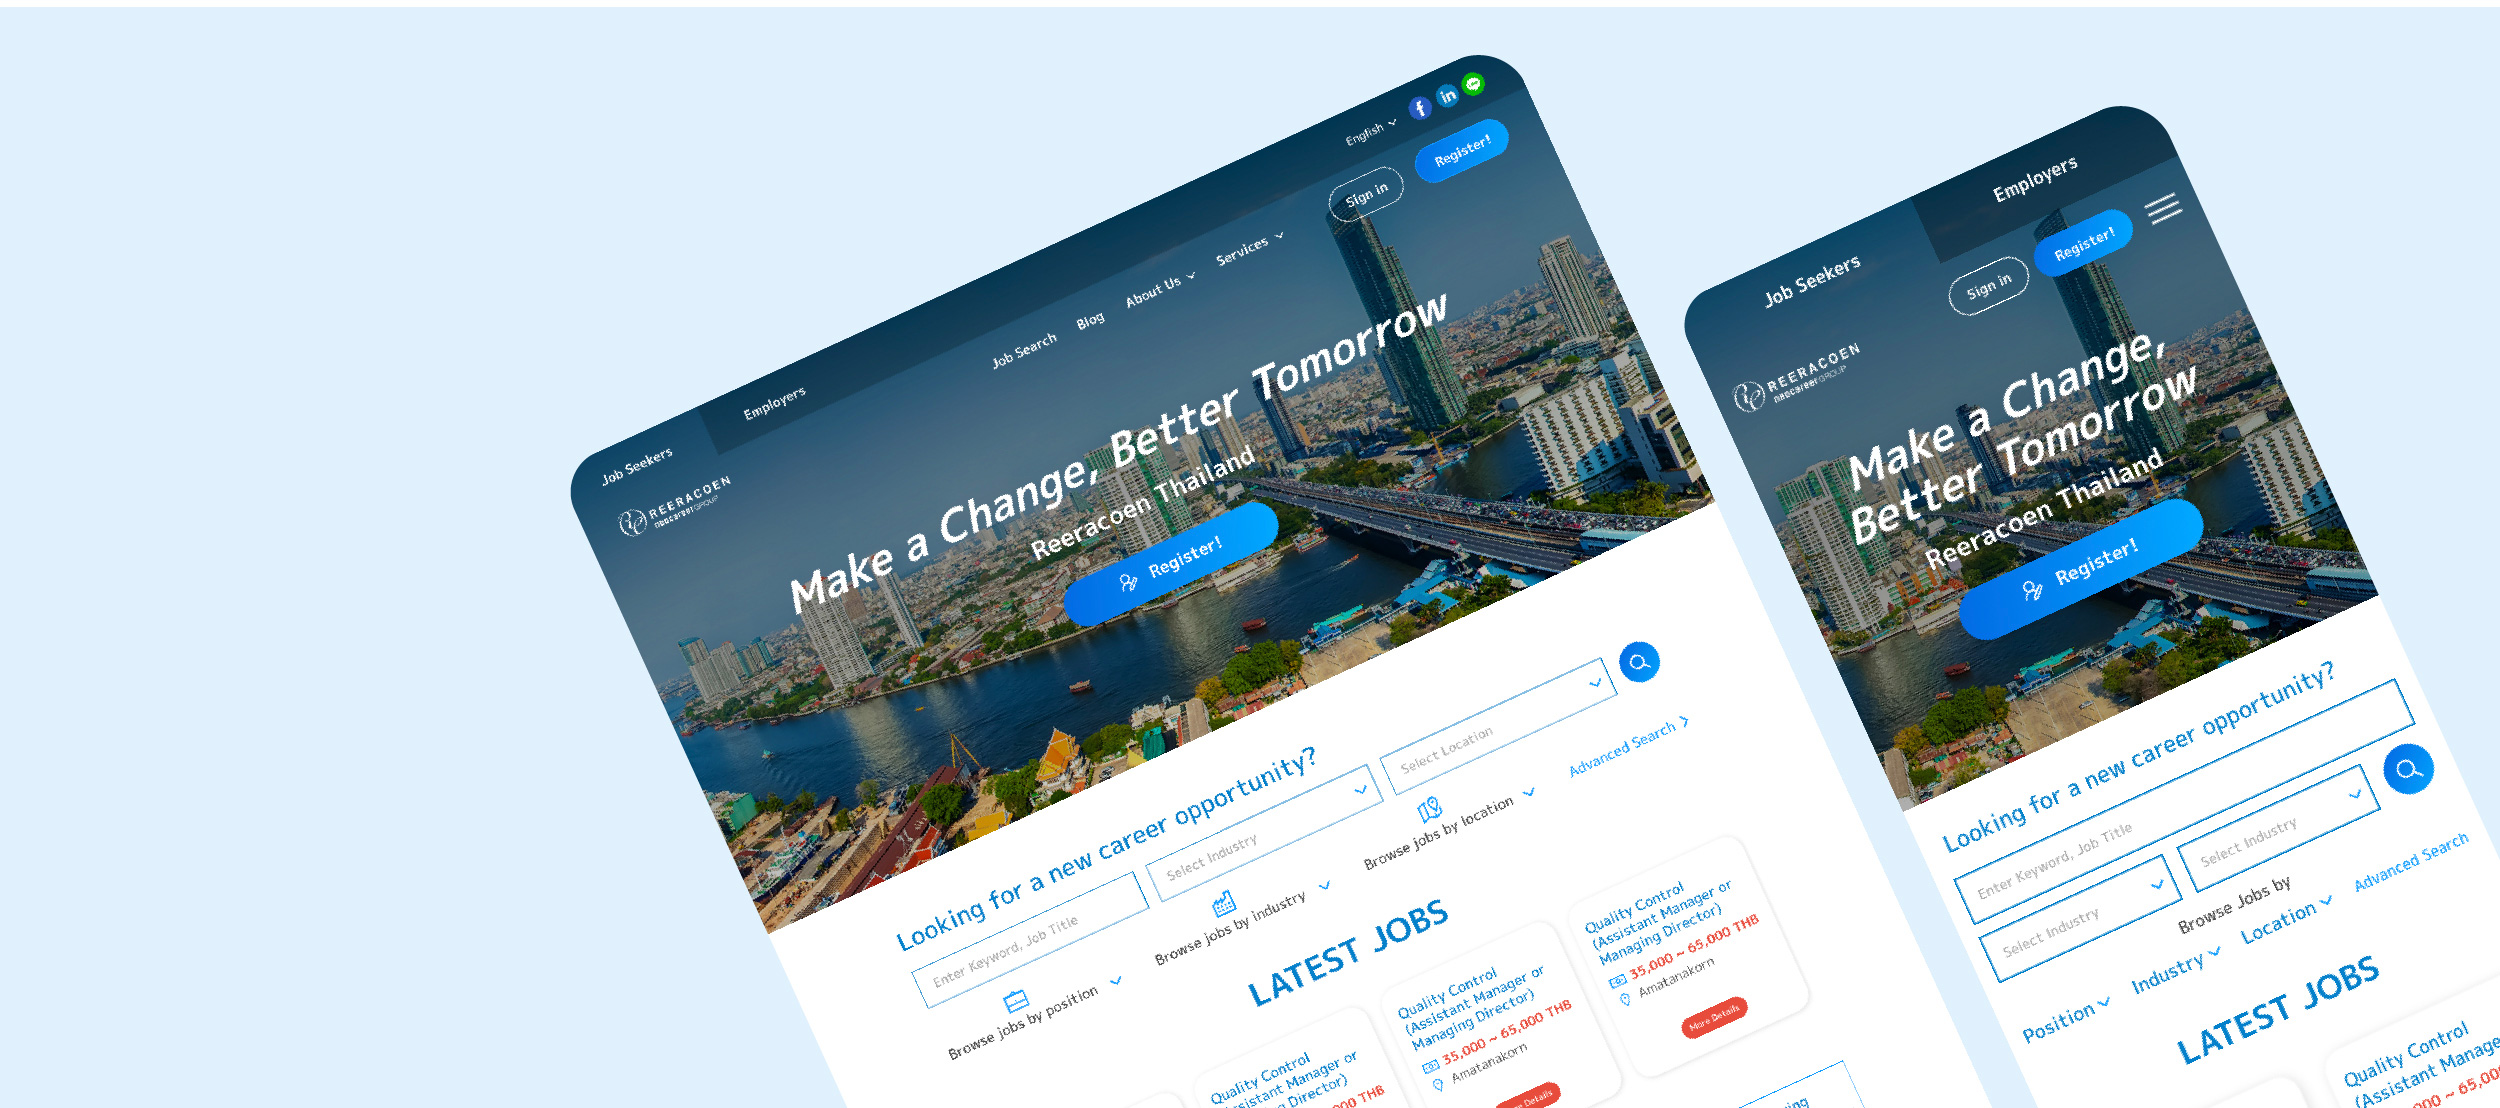 English
Job Seekers
Employers
REERACOEN
neocareerGROUP
Job Search
Blog
About Us
Services
Sign in
Register!
Make a Change, Better Tomorrow
Reeracoen Thailand
Register!
Looking for a new career opportunity?
Enter Keyword, Job Title
Select Industry
Select Location
Browse jobs by position
Browse jobs by industry
Browse jobs by location
Advanced Search
LATEST JOBS
Quality Control
Assistant Manager or
Director)
THB
Quality Control
(Assistant Manager or
Managing Director)
35,000 ~ 65,000 THB
Amatanakorn
Details
Quality Control
(Assistant Manager or
Managing Director)
35,000 ~ 65,000 THB
Amatanakorn
More Details
Job Seekers
Employers
REERACOEN
neocareerGROUP
Sign in
Register!
Make a Change,
Better Tomorrow
Reeracoen Thailand
Register!
Looking for a new career opportunity?
Enter Keyword, Job Title
Select Industry
Select Industry
Advanced Search
Browse Jobs by
Position
Industry
Location
LATEST JOBS
Quality Control
(Assistant